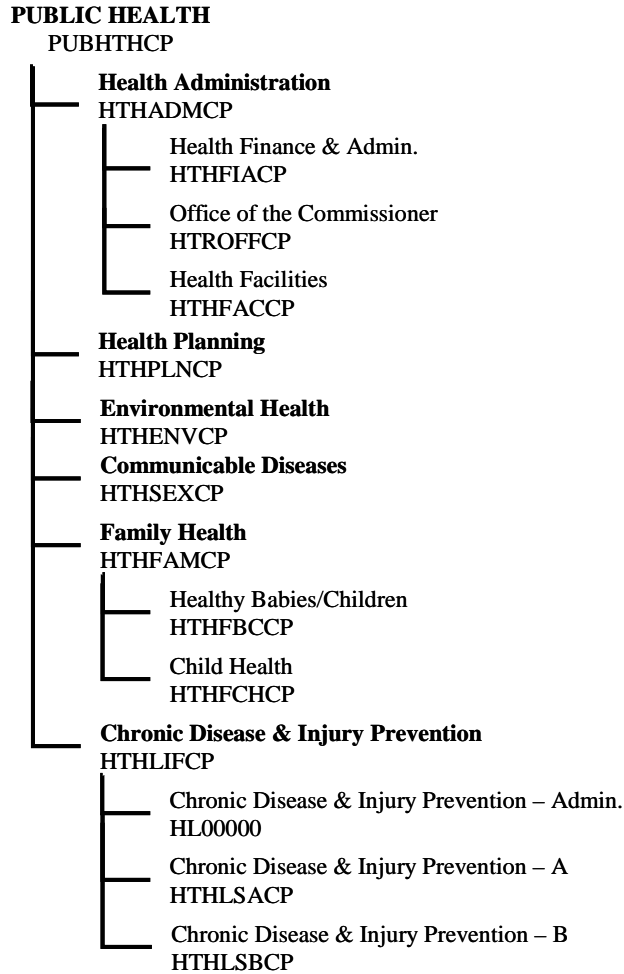 PUBLIC HEALTH
PUBHTHCP
Health Administration
HTHADMCP
Health Finance & Admin.
HTHFIACP
Office of the Commissioner
HTROFFCP
Health Facilities
HTHFACCP
Health Planning
HTHPLNCP
Environmental Health
HTHENVCP
Communicable Diseases
HTHSEXCP
Family Health
HTHFAMCP
Healthy Babies/Children
HTHFBCCP
Child Health
HTHFCHCP
Chronic Disease & Injury Prevention
HTHLIFCP
Chronic Disease & Injury Prevention – Admin.
HL00000
Chronic Disease & Injury Prevention – A
HTHLSACP
Chronic Disease & Injury Prevention – B
HTHLSBCP